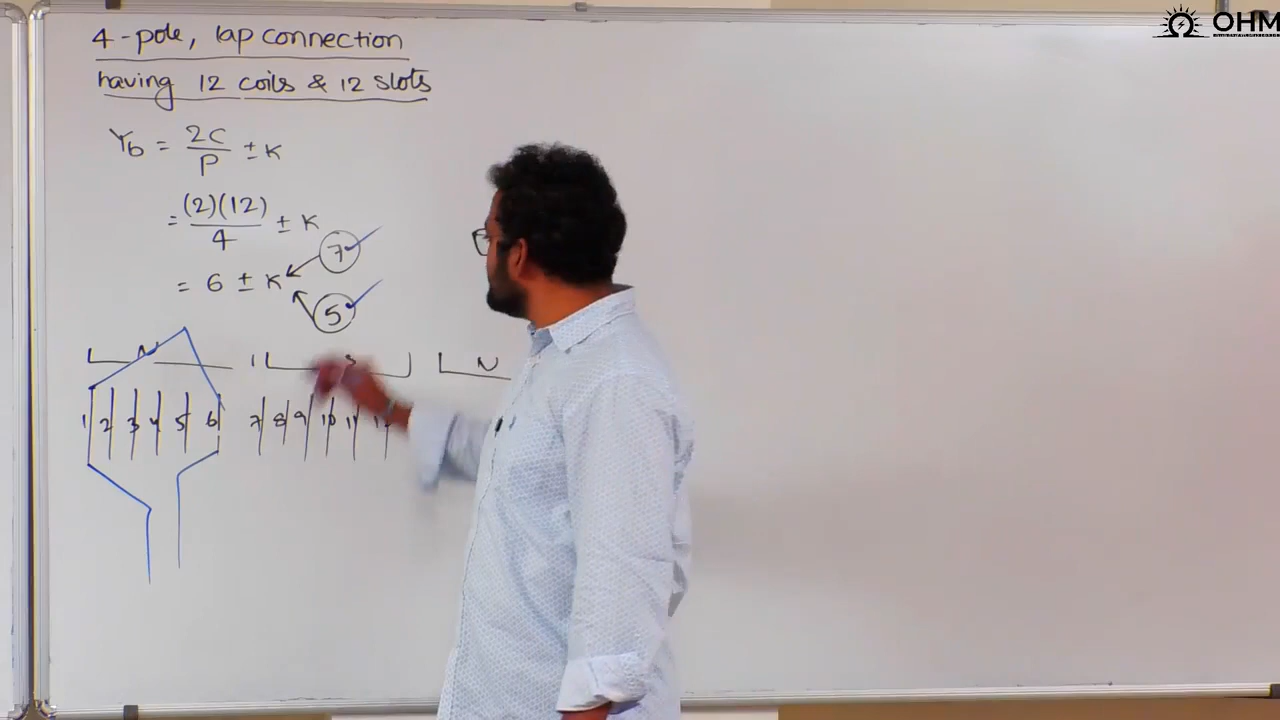 OHM
4-pole, lap connection
having 12 coils & 12 slots
Yb = 2C/P ± K
= (2)(12)/4 ± K
7
= 6 ± K
5
N S N
1 2 3 4 5 6 7 8 9 10 11 12